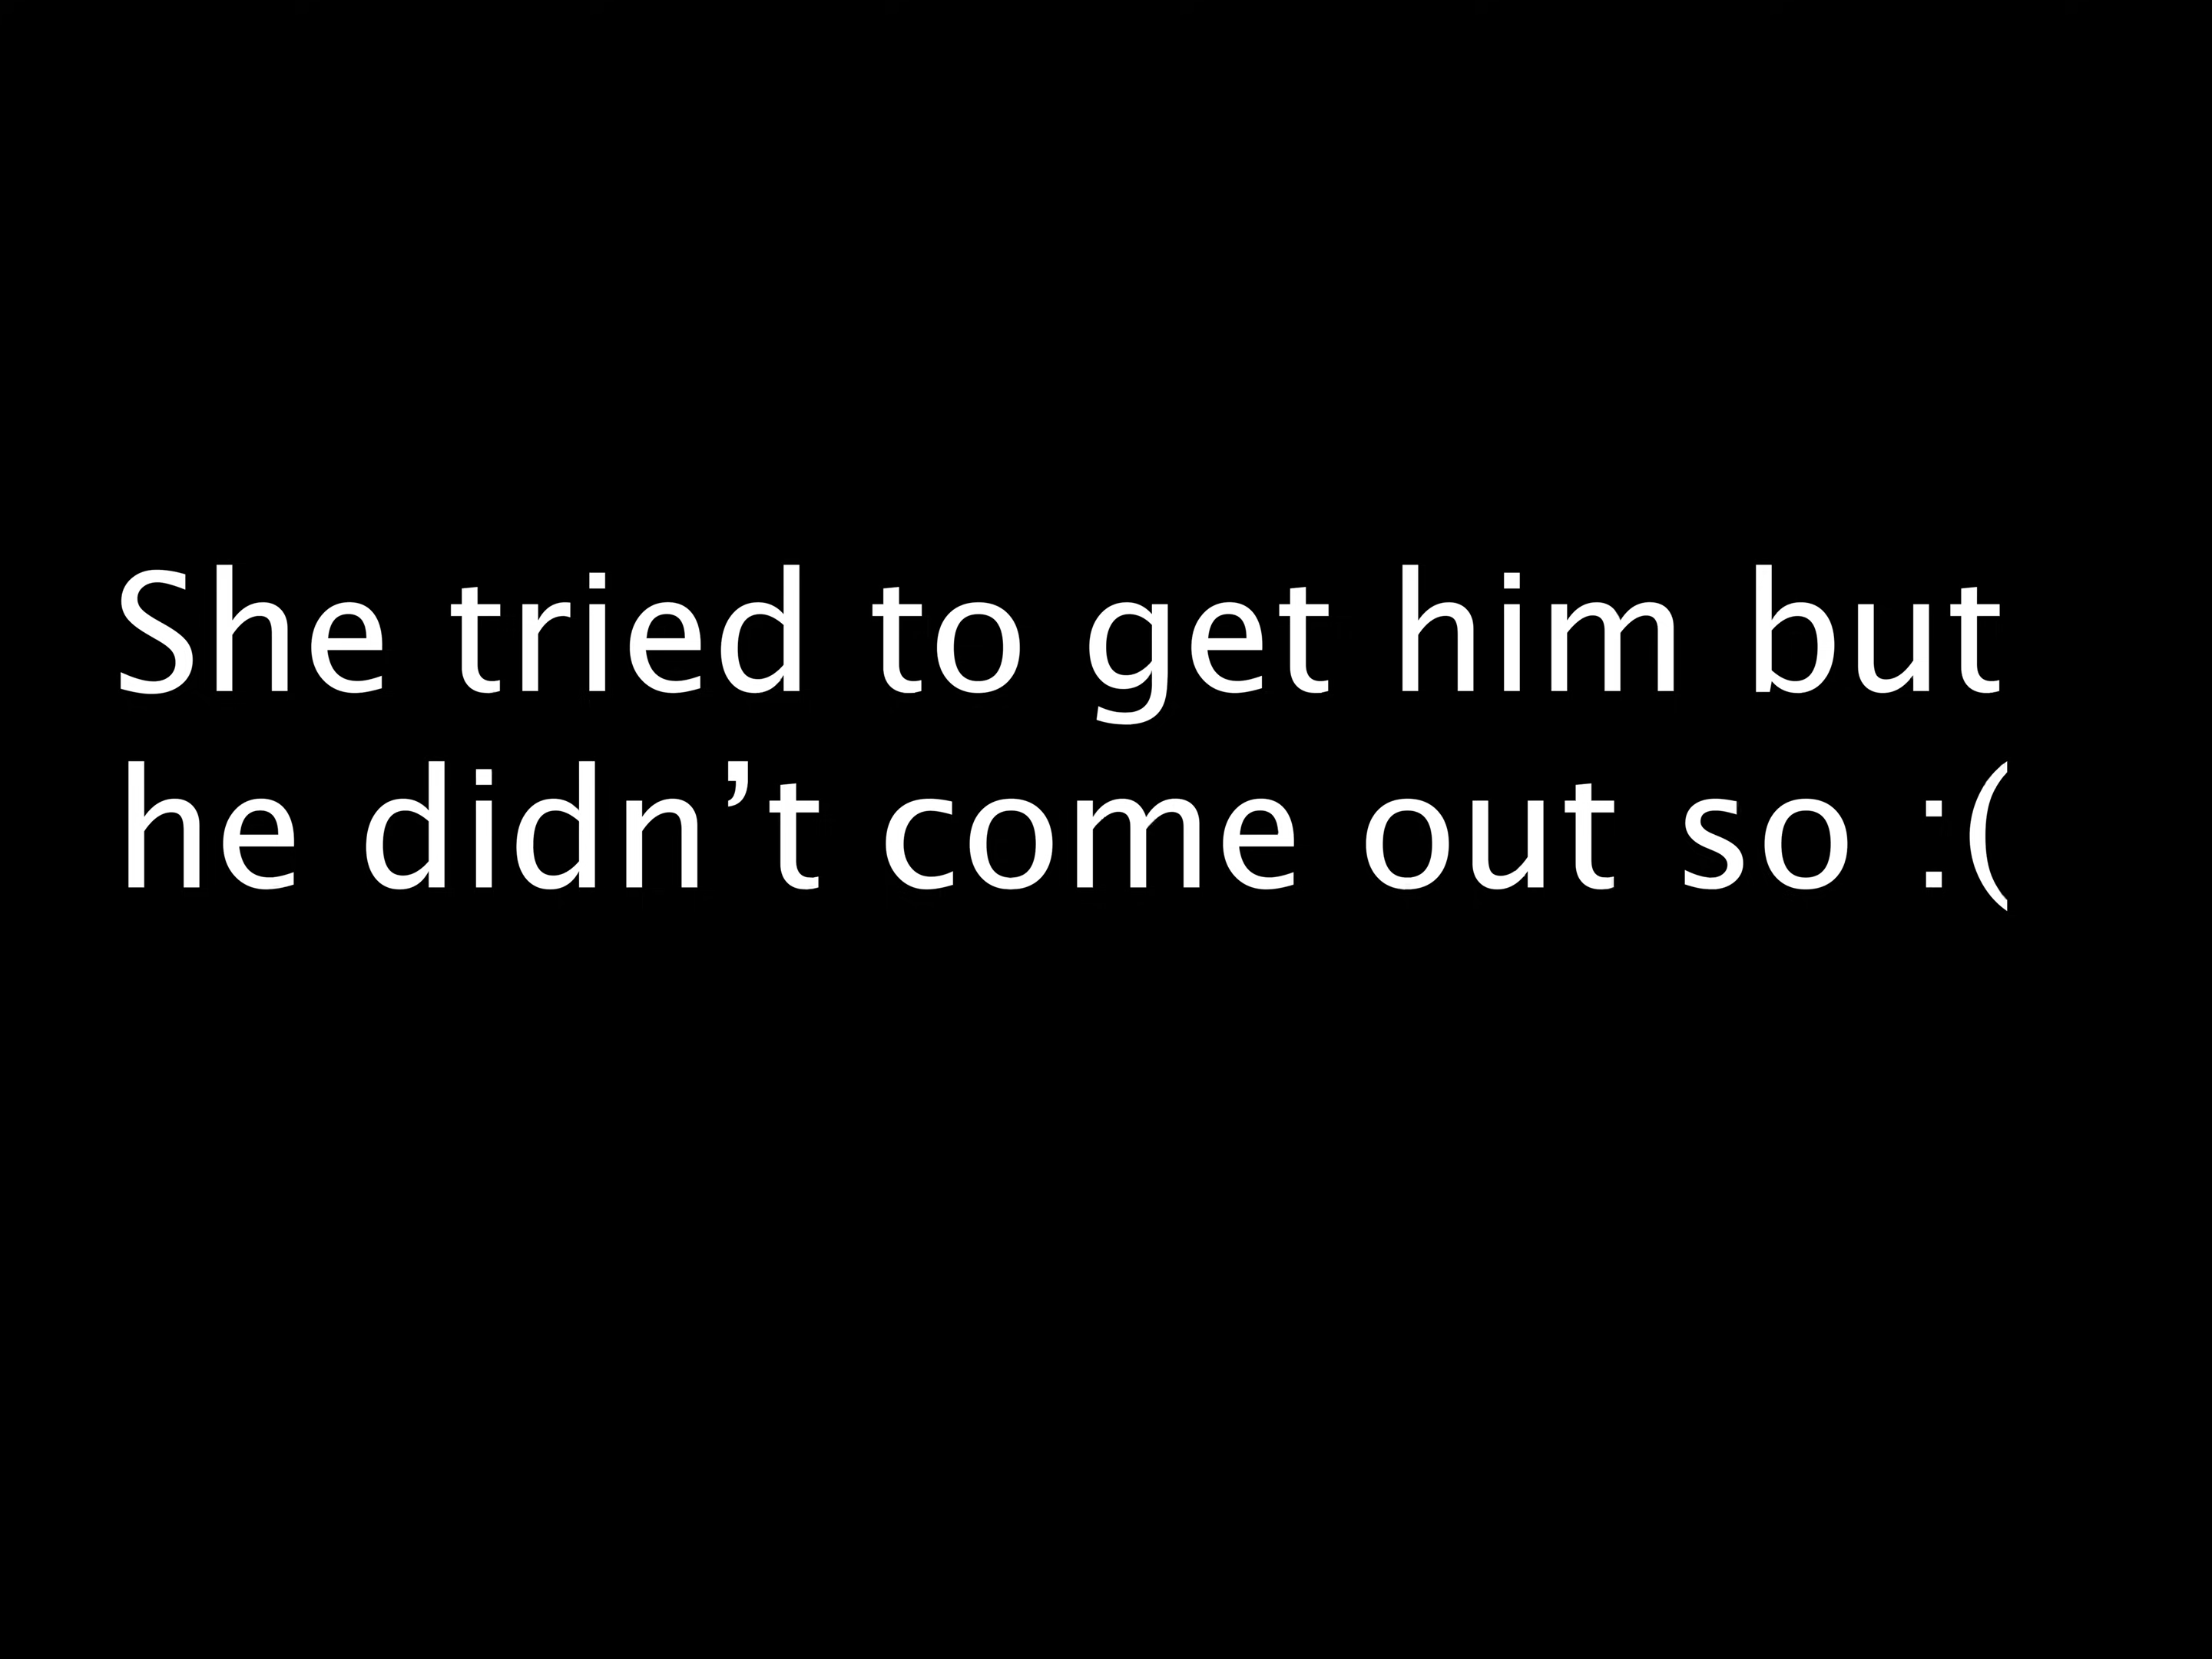 She tried to get him but
he didn’t come out so :(